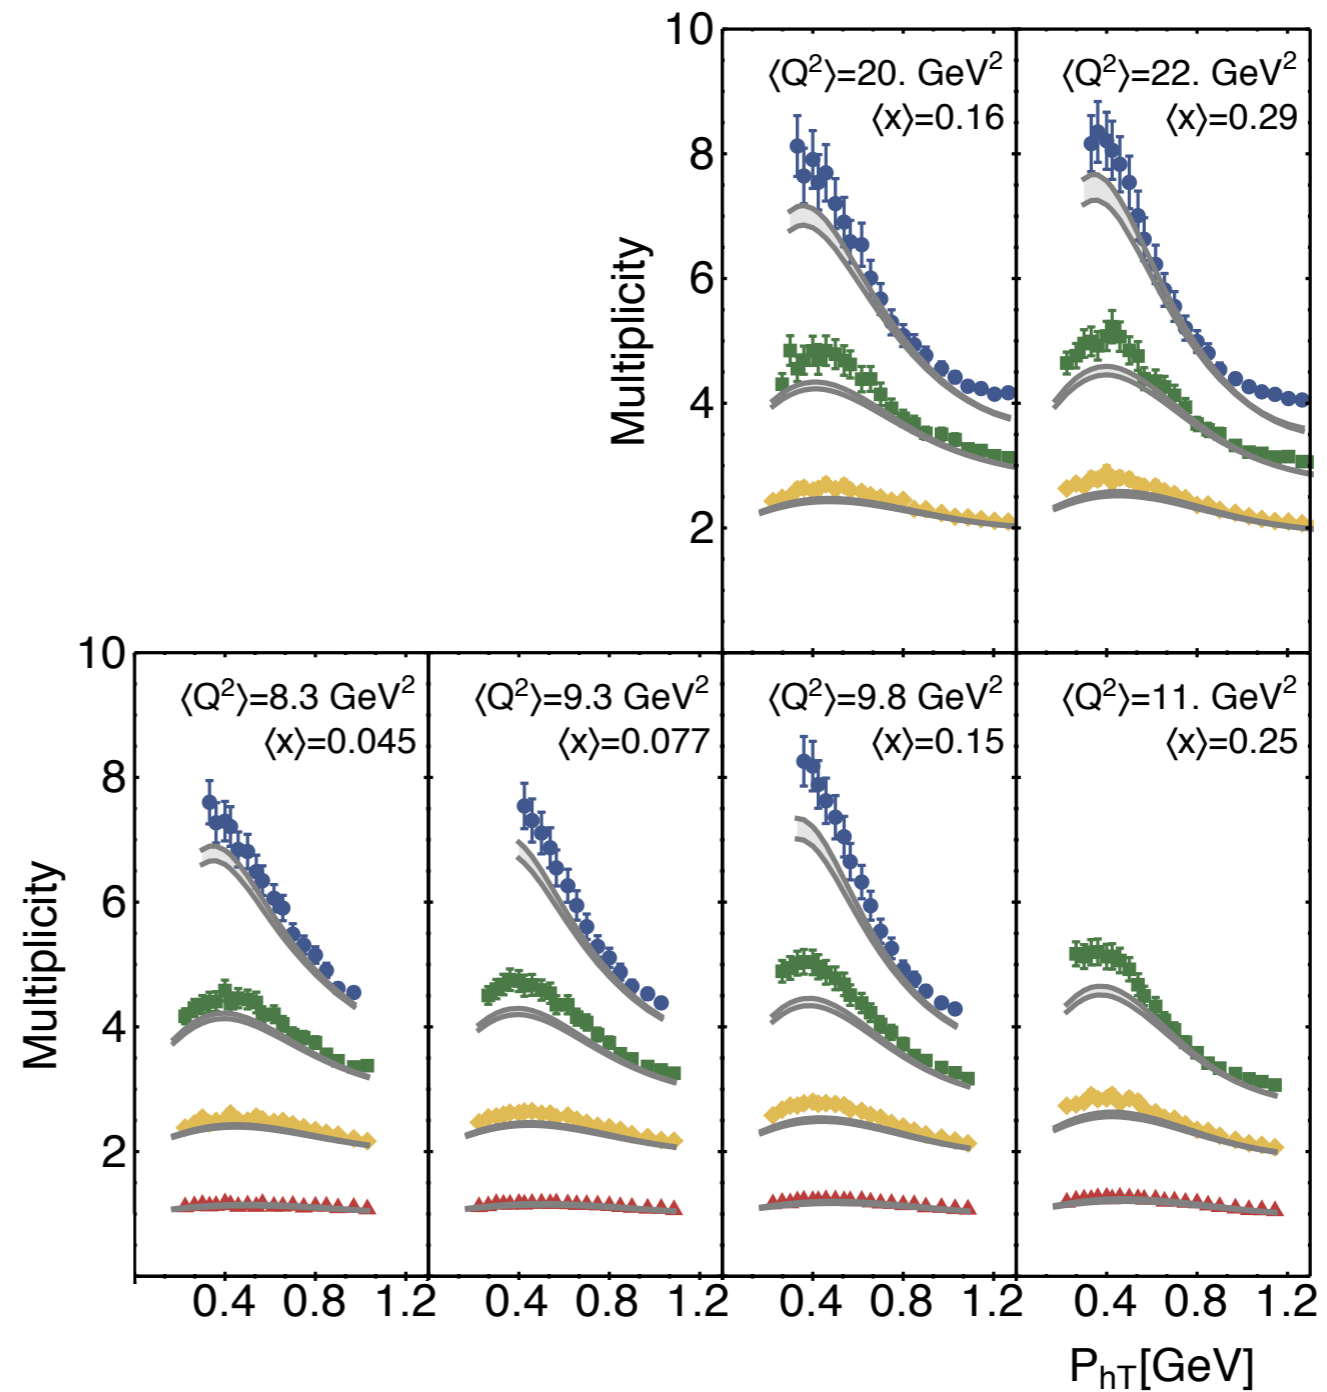 10
⟨Q²⟩=20. GeV²
⟨x⟩=0.16
⟨Q²⟩=22. GeV²
⟨x⟩=0.29
8
6
4
2
Multiplicity
10
⟨Q²⟩=8.3 GeV²
⟨x⟩=0.045
⟨Q²⟩=9.3 GeV²
⟨x⟩=0.077
⟨Q²⟩=9.8 GeV²
⟨x⟩=0.15
⟨Q²⟩=11. GeV²
⟨x⟩=0.25
8
6
4
2
Multiplicity
0.4 0.8 1.2 0.4 0.8 1.2 0.4 0.8 1.2 0.4 0.8 1.2
P_hT[GeV]